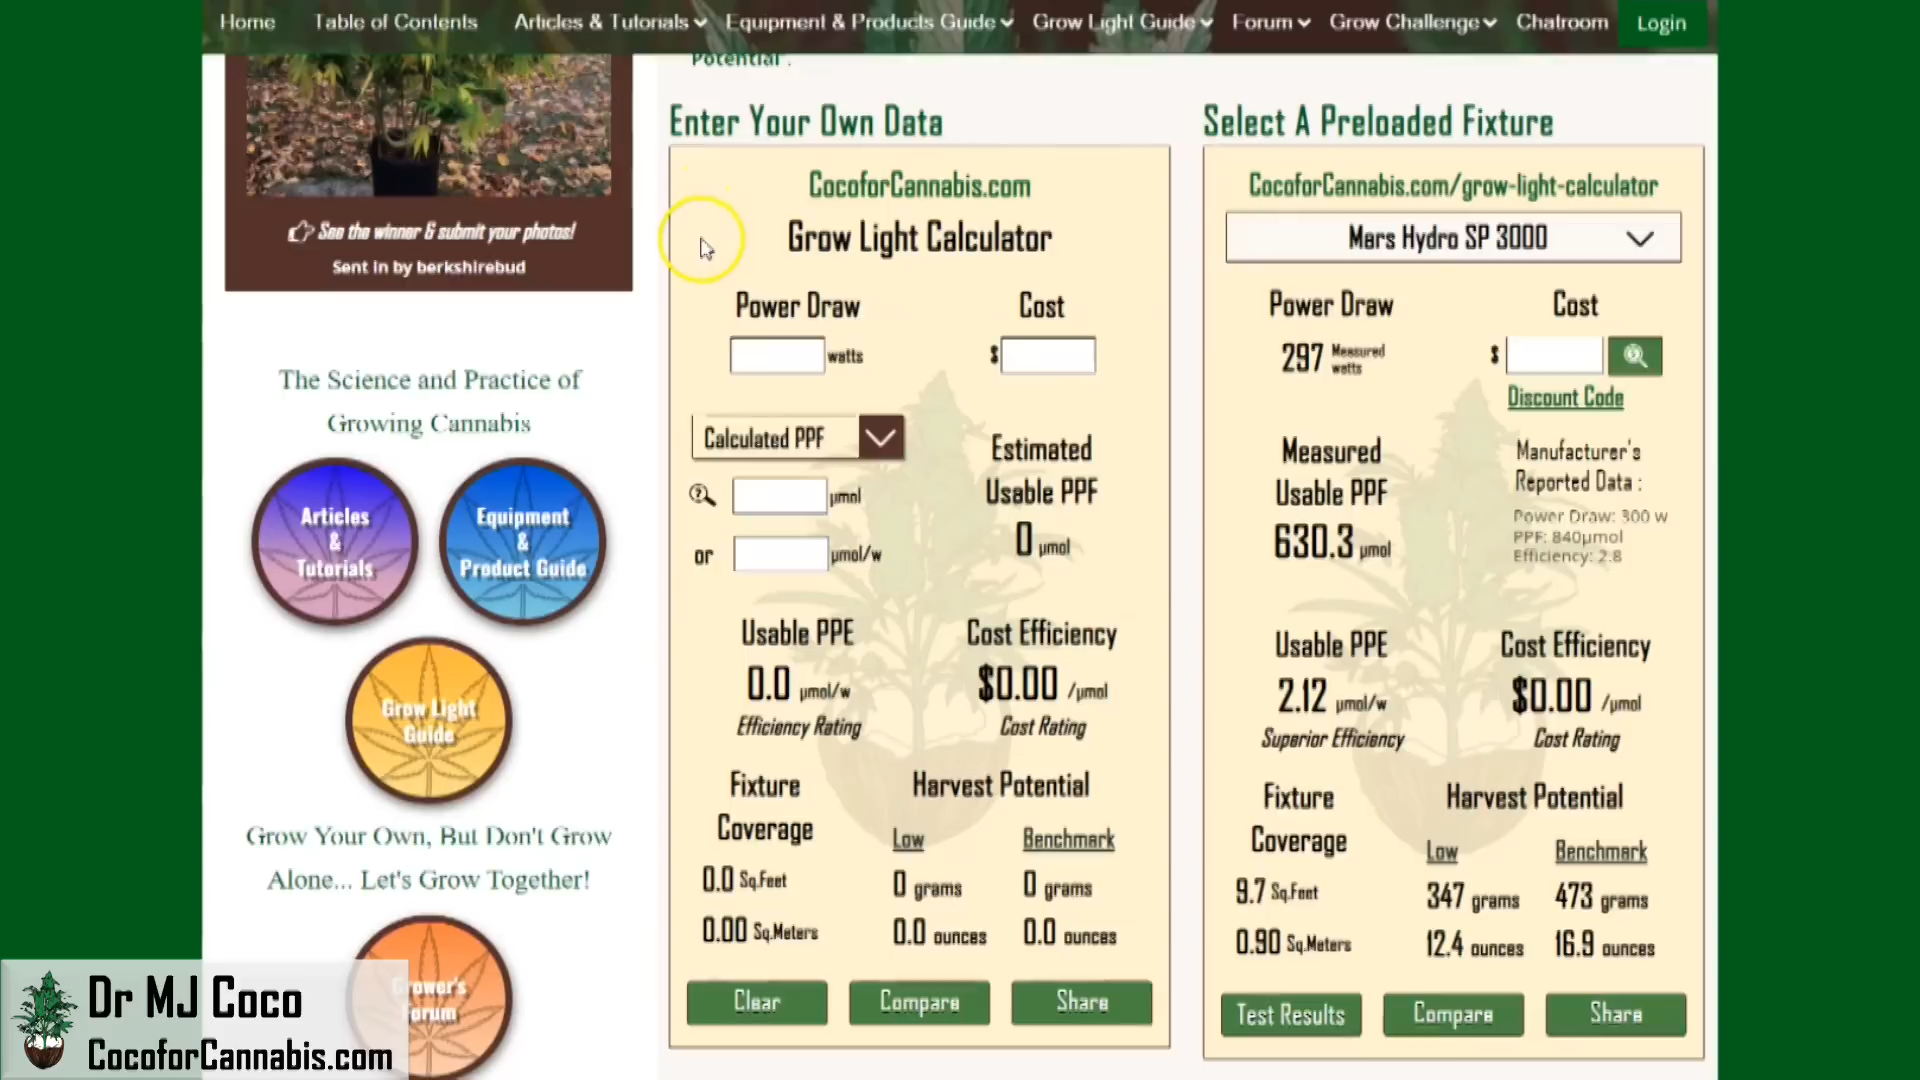 Home Table of Contents Articles & Tutorials Equipment & Products Guide Grow Light Guide Forum Grow Challenge Chatroom Login
Potential".
See the winner & submit your photos!
Sent in by berkshirebud
The Science and Practice of
Growing Cannabis
Articles
&
Tutorials
Equipment
&
Product Guide
Grow Light
Guide
Grow Your Own, But Don't Grow
Alone... Let's Grow Together!
Grower's
Forum
Enter Your Own Data
CocoforCannabis.com
Grow Light Calculator
Power Draw Cost
watts $
Calculated PPF
Estimated
Usable PPF
µmol
0 µmol
or µmol/w
Usable PPE Cost Efficiency
0.0 µmol/w $0.00 /µmol
Efficiency Rating Cost Rating
Fixture Harvest Potential
Coverage Low Benchmark
0.0 Sq.Feet 0 grams 0 grams
0.00 Sq.Meters 0.0 ounces 0.0 ounces
Clear Compare Share
Select A Preloaded Fixture
CocoforCannabis.com/grow-light-calculator
Mars Hydro SP 3000
Power Draw Cost
297 Measured watts $
Discount Code
Measured
Usable PPF
630.3 µmol
Manufacturer's
Reported Data :
Power Draw: 300 w
PPF: 840µmol
Efficiency: 2.8
Usable PPE Cost Efficiency
2.12 µmol/w $0.00 /µmol
Superior Efficiency Cost Rating
Fixture Harvest Potential
Coverage Low Benchmark
9.7 Sq.Feet 347 grams 473 grams
0.90 Sq.Meters 12.4 ounces 16.9 ounces
Test Results Compare Share
Dr MJ Coco
CocoforCannabis.com